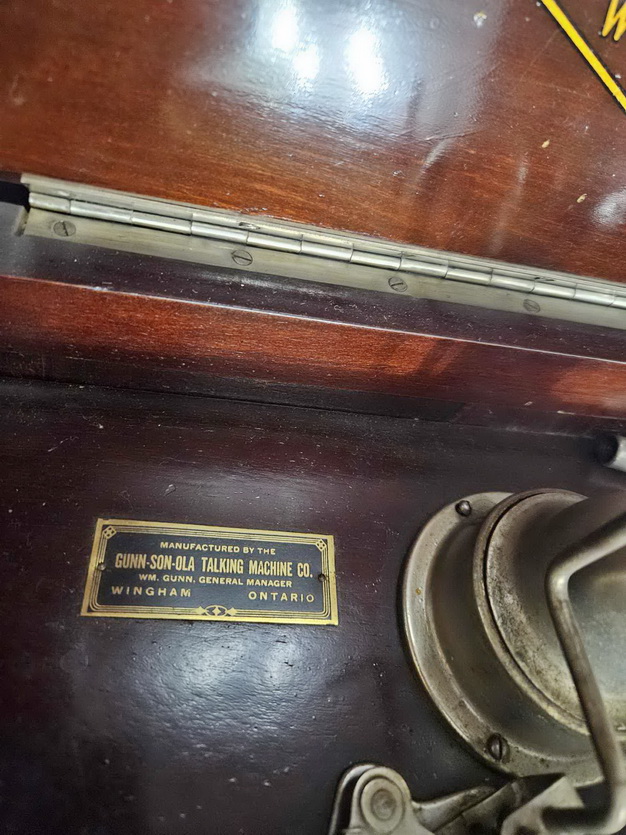 MANUFACTURED BY THE
GUNN-SON-OLA TALKING MACHINE CO.
WM. GUNN, GENERAL MANAGER
WINGHAM ONTARIO